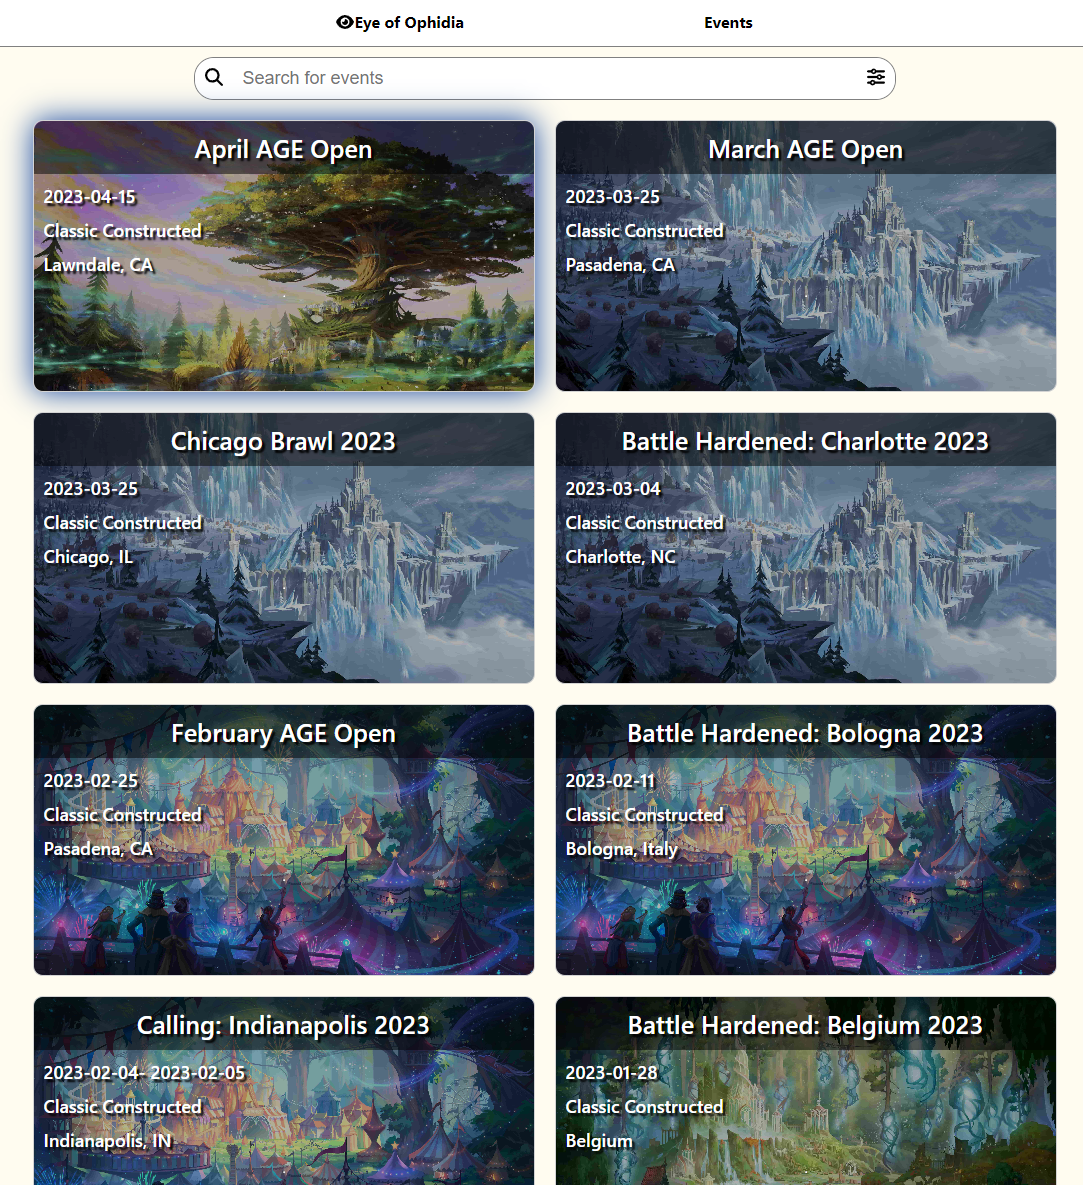 Eye of Ophidia
Events
Search for events
April AGE Open
2023-04-15
Classic Constructed
Lawndale, CA
March AGE Open
2023-03-25
Classic Constructed
Pasadena, CA
Chicago Brawl 2023
2023-03-25
Classic Constructed
Chicago, IL
Battle Hardened: Charlotte 2023
2023-03-04
Classic Constructed
Charlotte, NC
February AGE Open
2023-02-25
Classic Constructed
Pasadena, CA
Battle Hardened: Bologna 2023
2023-02-11
Classic Constructed
Bologna, Italy
Calling: Indianapolis 2023
2023-02-04- 2023-02-05
Classic Constructed
Indianapolis, IN
Battle Hardened: Belgium 2023
2023-01-28
Classic Constructed
Belgium